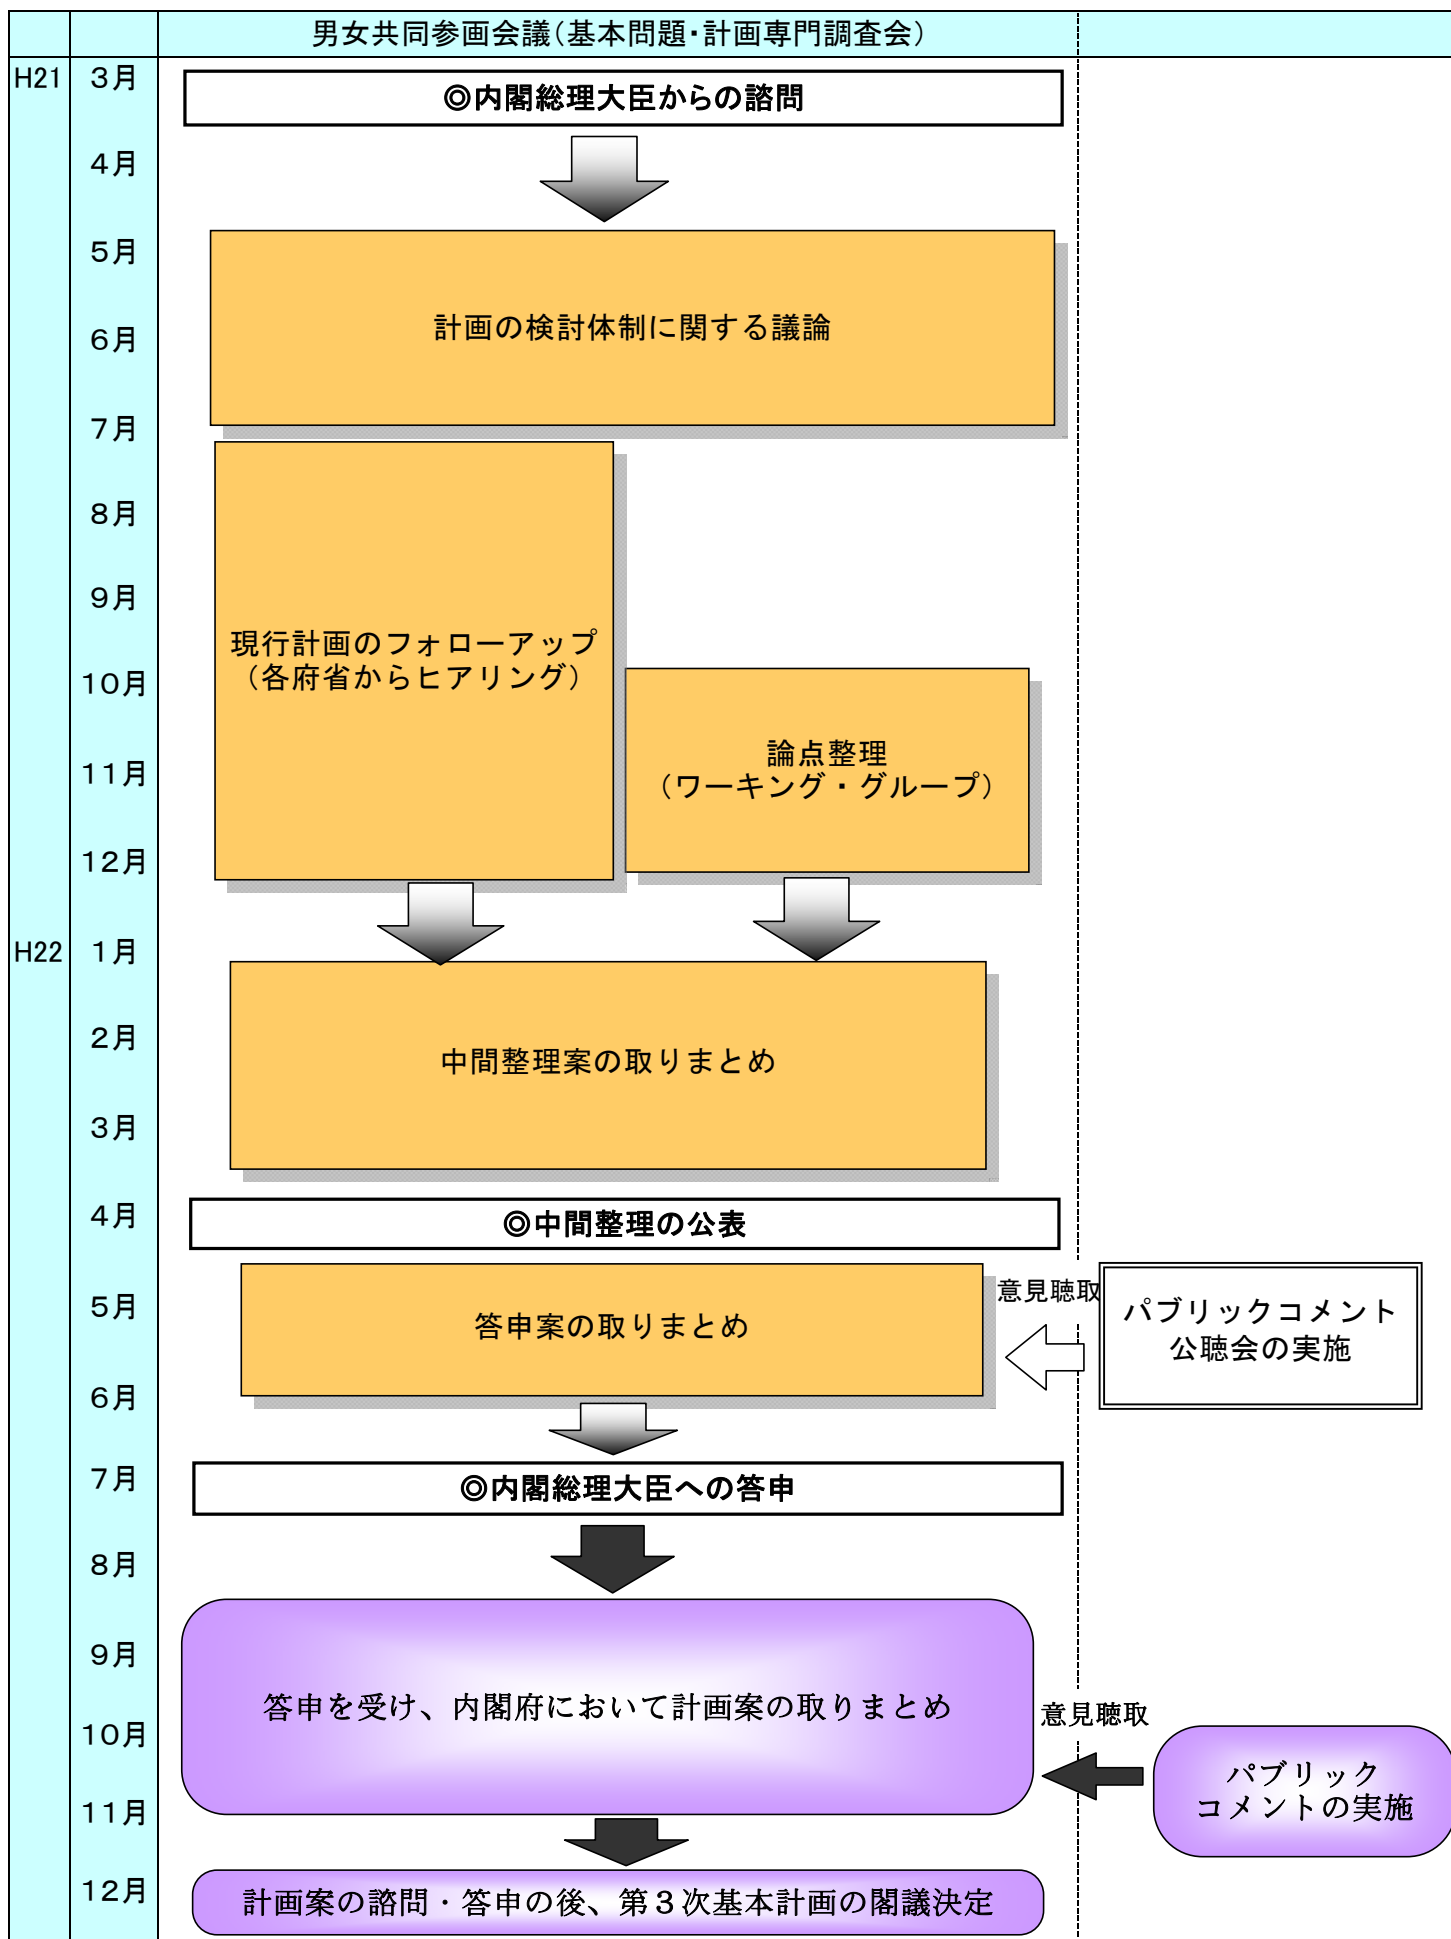 男女共同参画会議(基本問題・計画専門調査会)
H21
3月
◎内閣総理大臣からの諮問
4月
5月
計画の検討体制に関する議論
6月
7月
8月
9月
現行計画のフォローアップ
(各府省からヒアリング)
10月
論点整理
(ワーキング・グループ)
11月
12月
H22
1月
2月
中間整理案の取りまとめ
3月
4月
◎中間整理の公表
5月
答申案の取りまとめ
意見聴取
パブリックコメント
公聴会の実施
6月
7月
◎内閣総理大臣への答申
8月
9月
答申を受け、内閣府において計画案の取りまとめ
意見聴取
10月
パブリック
コメントの実施
11月
12月
計画案の諮問・答申の後、第3次基本計画の閣議決定